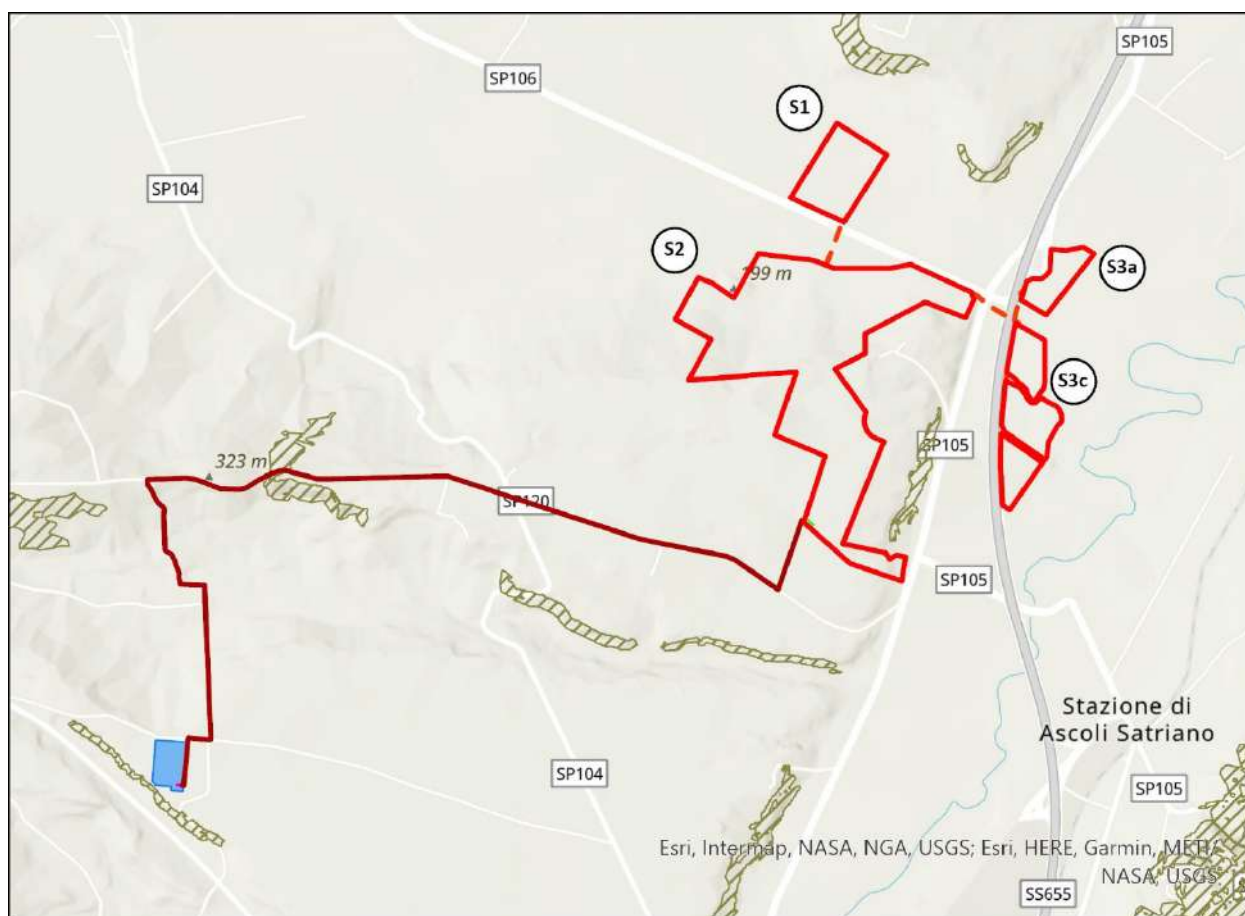 SP105
SP106
S1
SP104
S2
199 m
S3a
S3c
SP105
323 m
SP120
SP105
Stazione di
Ascoli Satriano
SP104
SP105
Esri, Intermap, NASA, NGA, USGS; Esri, HERE, Garmin, METI/
NASA, USGS
SS655